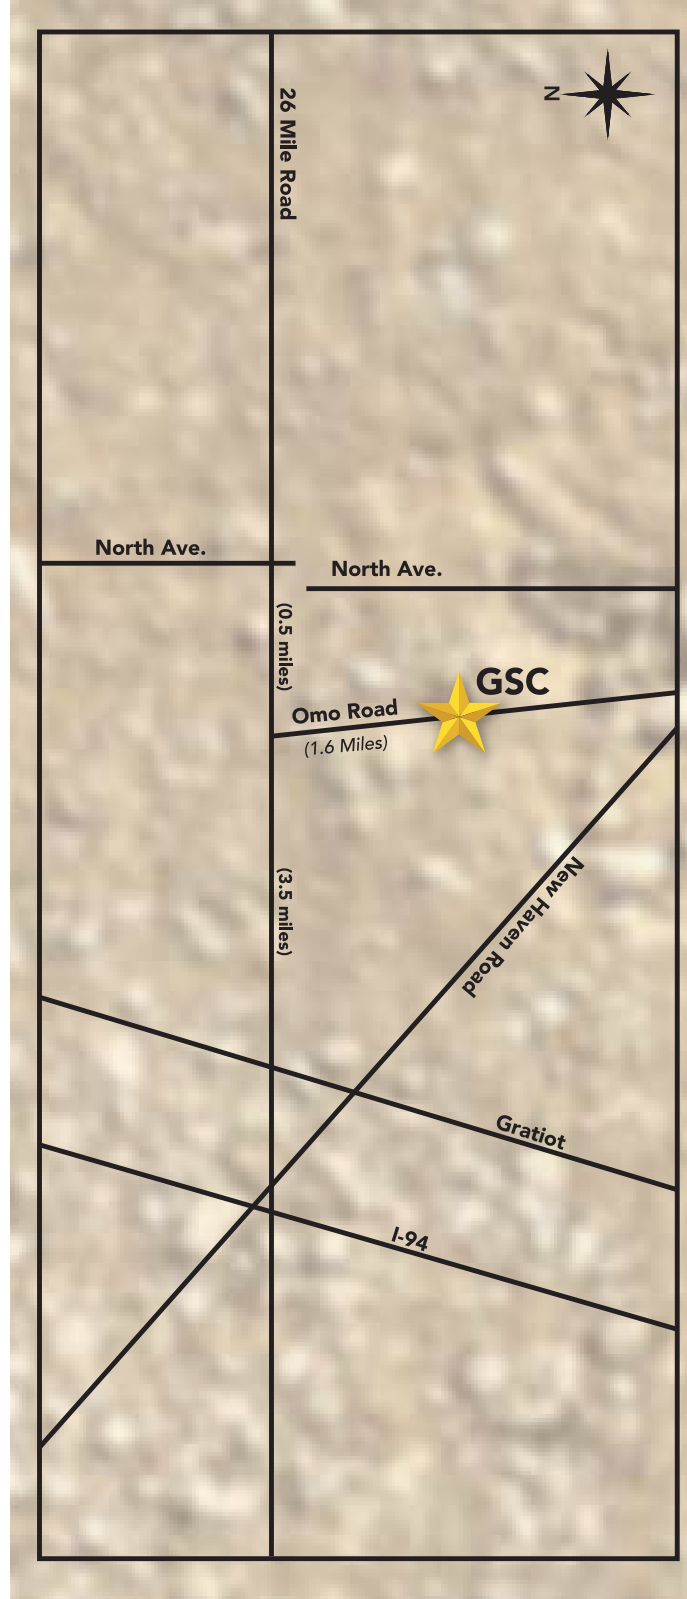 N
26 Mile Road
North Ave.
North Ave.
(0.5 miles)
GSC
Omo Road
(1.6 Miles)
(3.5 miles)
New Haven Road
Gratiot
I-94